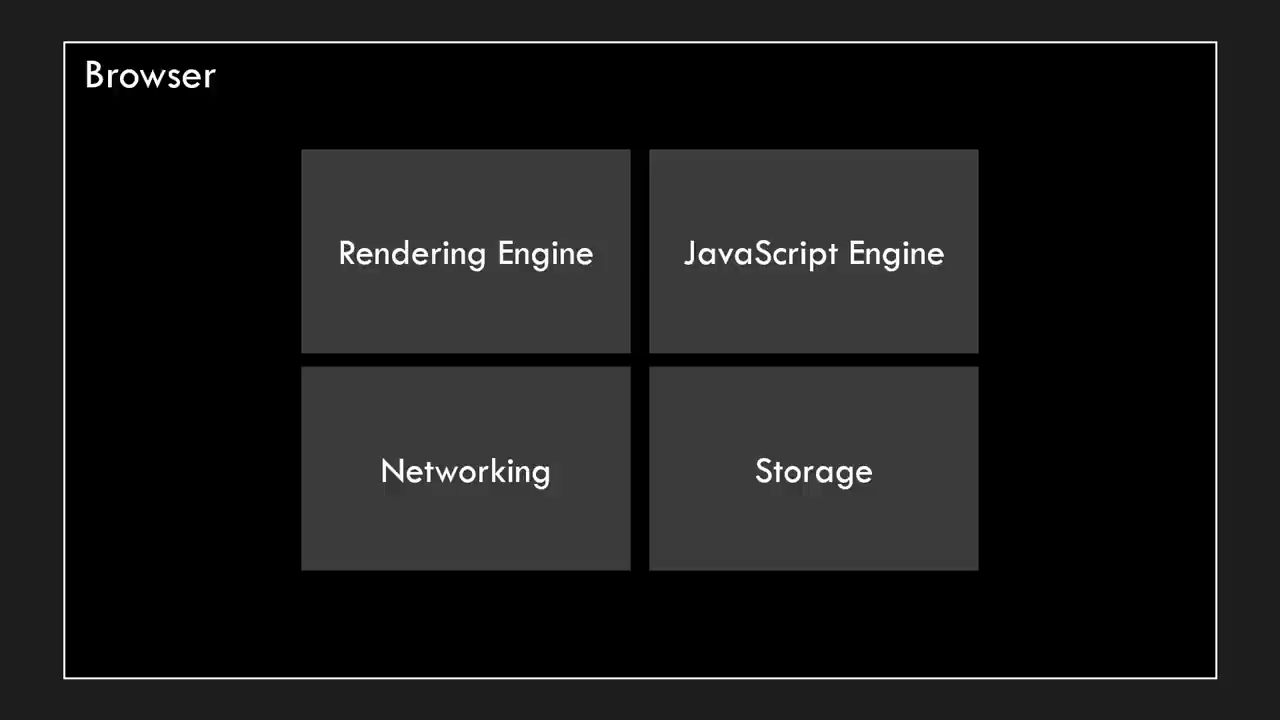 Browser
Rendering Engine
JavaScript Engine
Networking
Storage